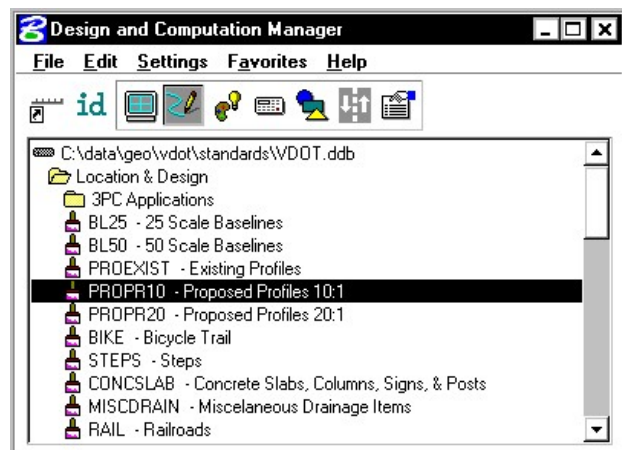 Design and Computation Manager
File Edit Settings Favorites Help
id
C:\data\geo\vdot\standards\VDOT.ddb
Location & Design
3PC Applications
BL25 - 25 Scale Baselines
BL50 - 50 Scale Baselines
PROEXIST - Existing Profiles
PROPR10 - Proposed Profiles 10:1
PROPR20 - Proposed Profiles 20:1
BIKE - Bicycle Trail
STEPS - Steps
CONCSLAB - Concrete Slabs, Columns, Signs, & Posts
MISCDRAIN - Miscelaneous Drainage Items
RAIL - Railroads